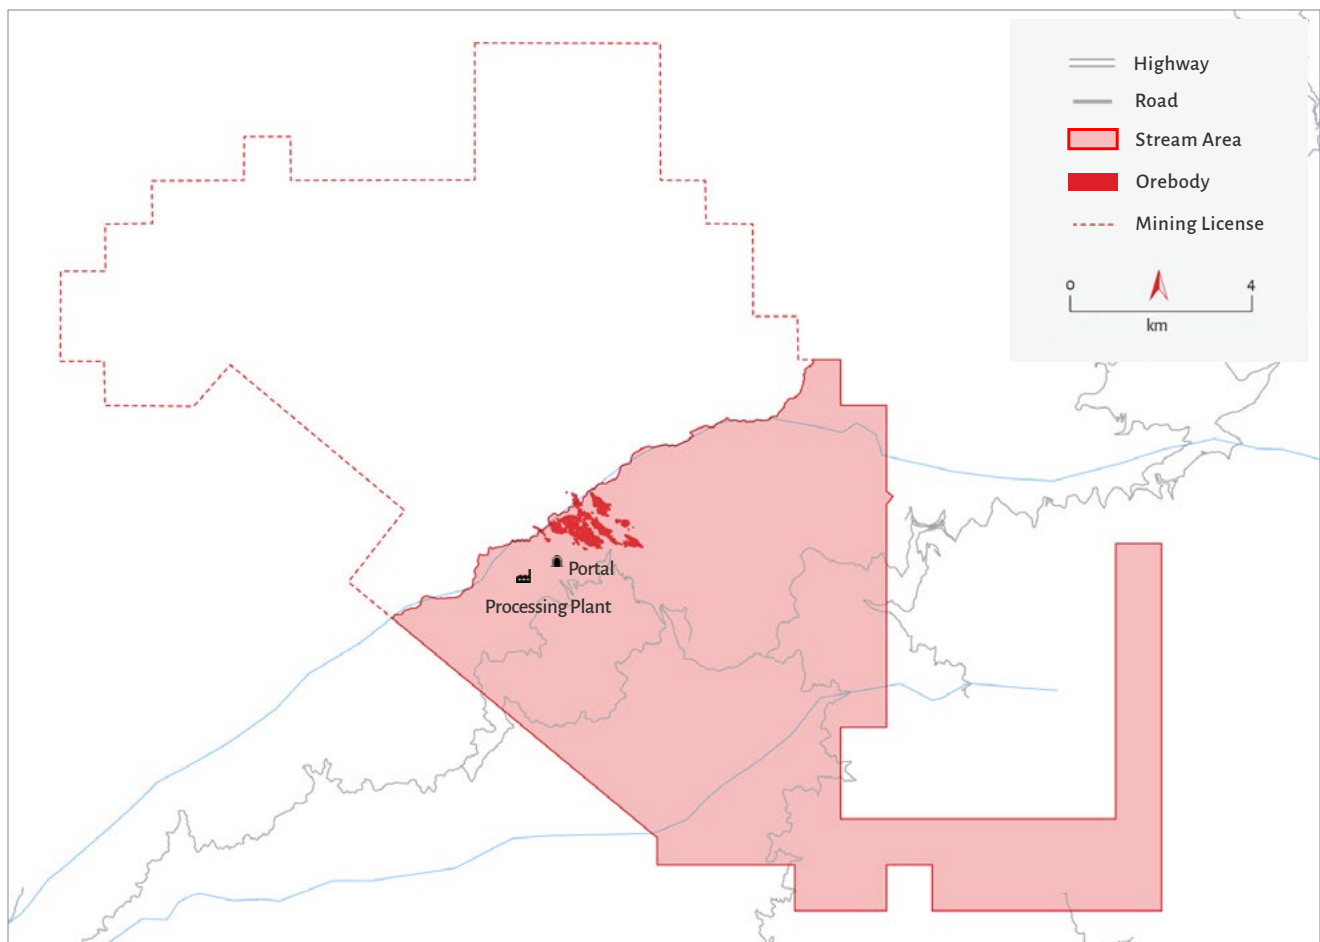 Highway
Road
Stream Area
Orebody
Mining License
0 4
km
Portal
Processing Plant